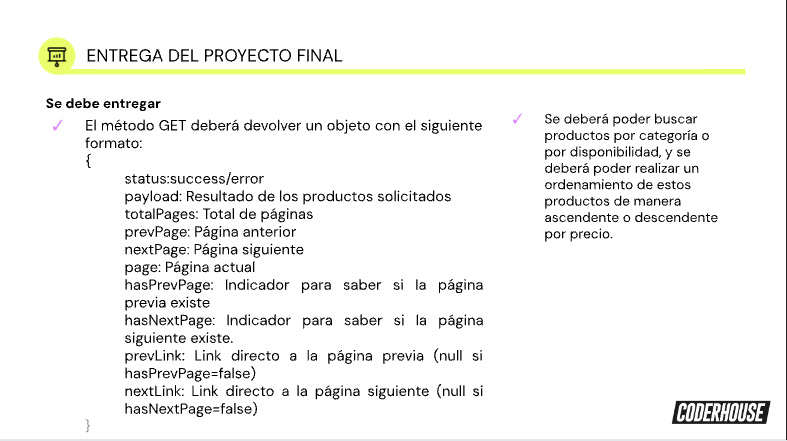 ENTREGA DEL PROYECTO FINAL
Se debe entregar
✓ El método GET deberá devolver un objeto con el siguiente
formato:
{
status:success/error
payload: Resultado de los productos solicitados
totalPages: Total de páginas
prevPage: Página anterior
nextPage: Página siguiente
page: Página actual
hasPrevPage: Indicador para saber si la página
previa existe
hasNextPage: Indicador para saber si la página
siguiente existe.
prevLink: Link directo a la página previa (null si
hasPrevPage=false)
nextLink: Link directo a la página siguiente (null si
hasNextPage=false)
}
✓ Se deberá poder buscar
productos por categoría o
por disponibilidad, y se
deberá poder realizar un
ordenamiento de estos
productos de manera
ascendente o descendente
por precio.
CODERHOUSE